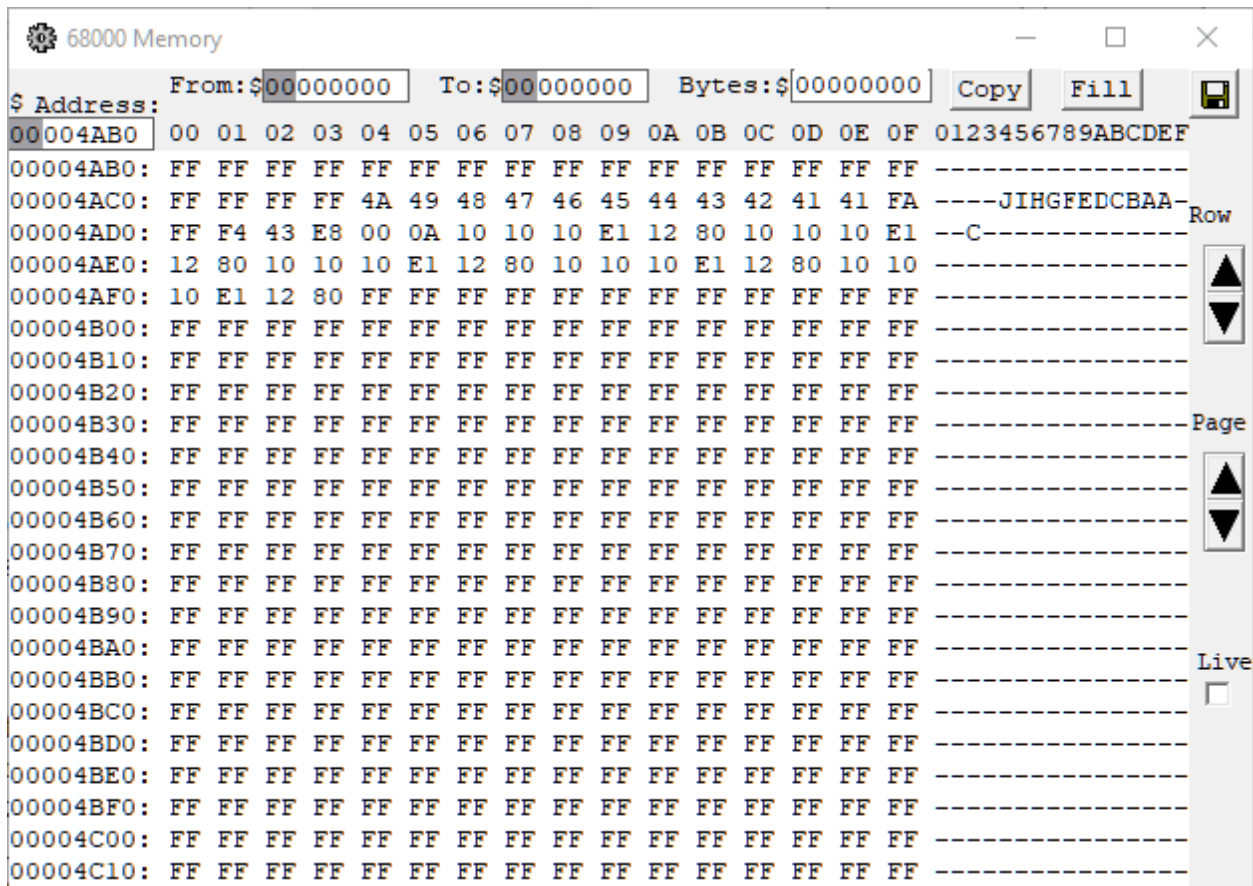 68000 Memory
From:$00000000 To:$00000000 Bytes:$00000000 Copy Fill
$ Address:
00004AB0 00 01 02 03 04 05 06 07 08 09 0A 0B 0C 0D 0E 0F 0123456789ABCDEF
00004AB0: FF FF FF FF FF FF FF FF FF FF FF FF FF FF FF FF ----------------
00004AC0: FF FF FF FF 4A 49 48 47 46 45 44 43 42 41 41 FA ----JIHGFEDCBAA-
Row
00004AD0: FF F4 43 E8 00 0A 10 10 10 E1 12 80 10 10 10 E1 --C-------------
00004AE0: 12 80 10 10 10 E1 12 80 10 10 10 E1 12 80 10 10 ----------------
00004AF0: 10 E1 12 80 FF FF FF FF FF FF FF FF FF FF FF FF ----------------
00004B00: FF FF FF FF FF FF FF FF FF FF FF FF FF FF FF FF ----------------
00004B10: FF FF FF FF FF FF FF FF FF FF FF FF FF FF FF FF ----------------
00004B20: FF FF FF FF FF FF FF FF FF FF FF FF FF FF FF FF ----------------
00004B30: FF FF FF FF FF FF FF FF FF FF FF FF FF FF FF FF ----------------
Page
00004B40: FF FF FF FF FF FF FF FF FF FF FF FF FF FF FF FF ----------------
00004B50: FF FF FF FF FF FF FF FF FF FF FF FF FF FF FF FF ----------------
00004B60: FF FF FF FF FF FF FF FF FF FF FF FF FF FF FF FF ----------------
00004B70: FF FF FF FF FF FF FF FF FF FF FF FF FF FF FF FF ----------------
00004B80: FF FF FF FF FF FF FF FF FF FF FF FF FF FF FF FF ----------------
00004B90: FF FF FF FF FF FF FF FF FF FF FF FF FF FF FF FF ----------------
00004BA0: FF FF FF FF FF FF FF FF FF FF FF FF FF FF FF FF ----------------
Live
00004BB0: FF FF FF FF FF FF FF FF FF FF FF FF FF FF FF FF ----------------
00004BC0: FF FF FF FF FF FF FF FF FF FF FF FF FF FF FF FF ----------------
00004BD0: FF FF FF FF FF FF FF FF FF FF FF FF FF FF FF FF ----------------
00004BE0: FF FF FF FF FF FF FF FF FF FF FF FF FF FF FF FF ----------------
00004BF0: FF FF FF FF FF FF FF FF FF FF FF FF FF FF FF FF ----------------
00004C00: FF FF FF FF FF FF FF FF FF FF FF FF FF FF FF FF ----------------
00004C10: FF FF FF FF FF FF FF FF FF FF FF FF FF FF FF FF ----------------